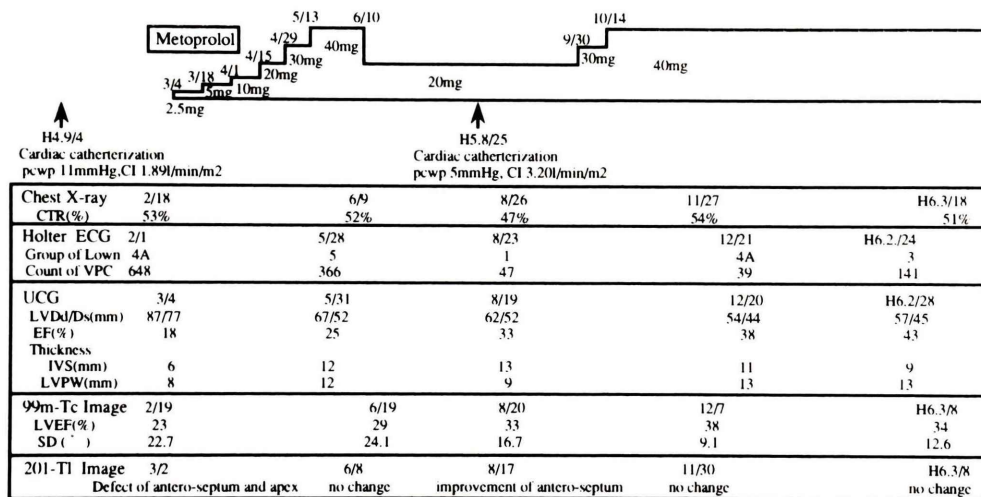 5/13 6/10 10/14
Metoprolol 4/29 40mg 9/30
4/15 30mg 30mg 40mg
3/18 4/1 20mg 20mg
3/4 5mg 10mg
2.5mg
H4.9/4 H5.8/25
Cardiac catherterization Cardiac catherterization
pcwp 11mmHg,CI 1.89l/min/m2 pcwp 5mmHg, CI 3.20l/min/m2
Chest X-ray 2/18 6/9 8/26 11/27 H6.3/18
CTR(%) 53% 52% 47% 54% 51%
Holter ECG 2/1 5/28 8/23 12/21 H6.2./24
Group of Lown 4A 5 1 4A 3
Count of VPC 648 366 47 39 141
UCG 3/4 5/31 8/19 12/20 H6.2/28
LVDd/Ds(mm) 87/77 67/52 62/52 54/44 57/45
EF(%) 18 25 33 38 43
Thickness
IVS(mm) 6 12 13 11 9
LVPW(mm) 8 12 9 13 13
99m-Tc Image 2/19 6/19 8/20 12/7 H6.3/8
LVEF(%) 23 29 33 38 34
SD ( ° ) 22.7 24.1 16.7 9.1 12.6
201-Tl Image 3/2 6/8 8/17 11/30 H6.3/8
Defect of antero-septum and apex no change improvement of antero-septum no change no change